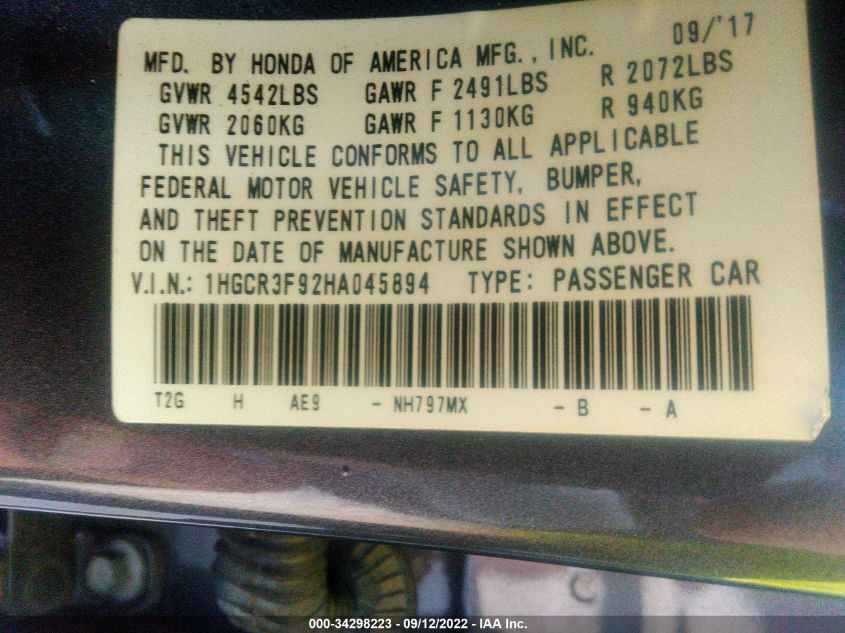 09/'17
MFD. BY HONDA OF AMERICA MFG., INC.
GVWR 4542LBS GAWR F 2491LBS R 2072LBS
GVWR 2060KG GAWR F 1130KG R 940KG
THIS VEHICLE CONFORMS TO ALL APPLICABLE
FEDERAL MOTOR VEHICLE SAFETY, BUMPER,
AND THEFT PREVENTION STANDARDS IN EFFECT
ON THE DATE OF MANUFACTURE SHOWN ABOVE.
V.I.N.: 1HGCR3F92HA045894 TYPE: PASSENGER CAR
T2G H AE9 - NH797MX - B - A
000-34298223 - 09/12/2022 - IAA Inc.